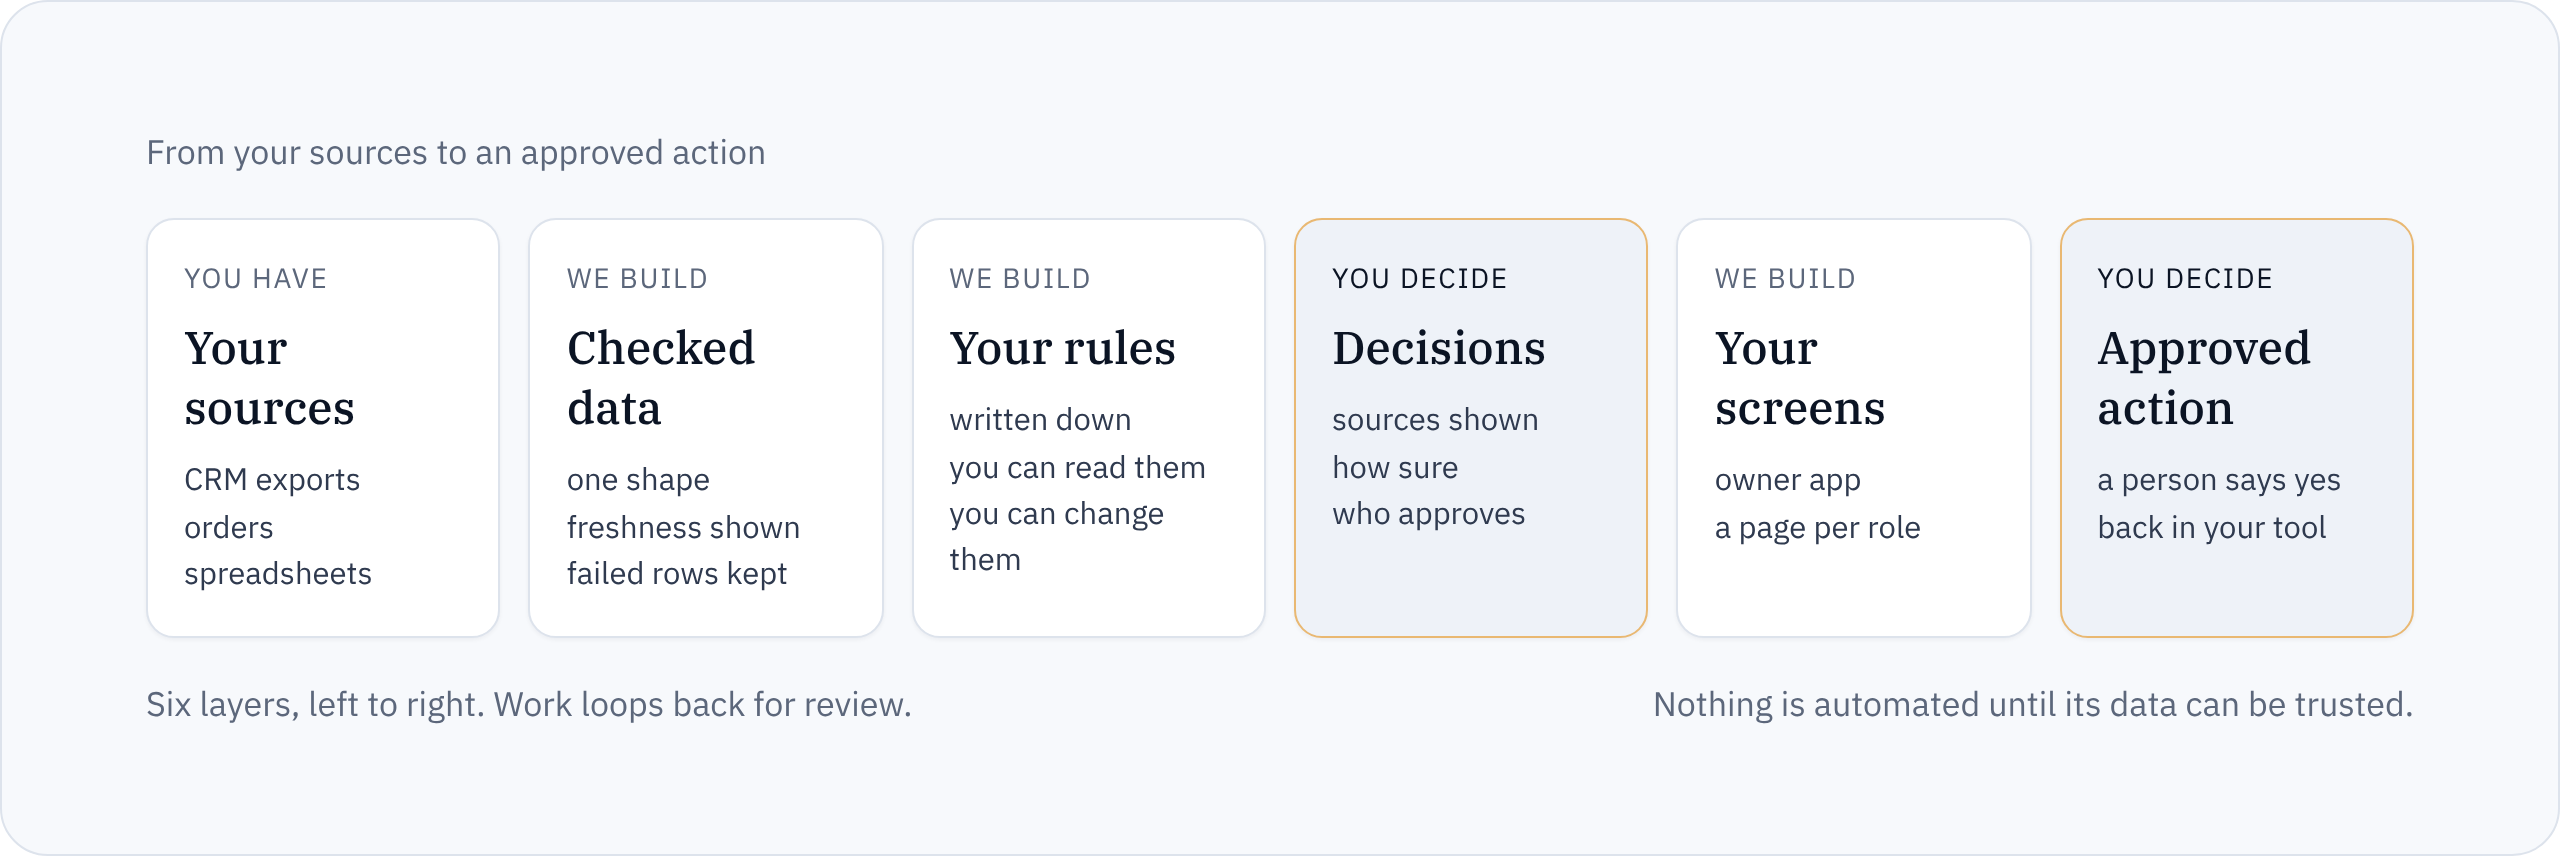 From your sources to an approved action
YOU HAVE
Your
sources
CRM exports
orders
spreadsheets
WE BUILD
Checked
data
one shape
freshness shown
failed rows kept
WE BUILD
Your rules
written down
you can read them
you can change
them
YOU DECIDE
Decisions
sources shown
how sure
who approves
WE BUILD
Your
screens
owner app
a page per role
YOU DECIDE
Approved
action
a person says yes
back in your tool
Six layers, left to right. Work loops back for review.
Nothing is automated until its data can be trusted.